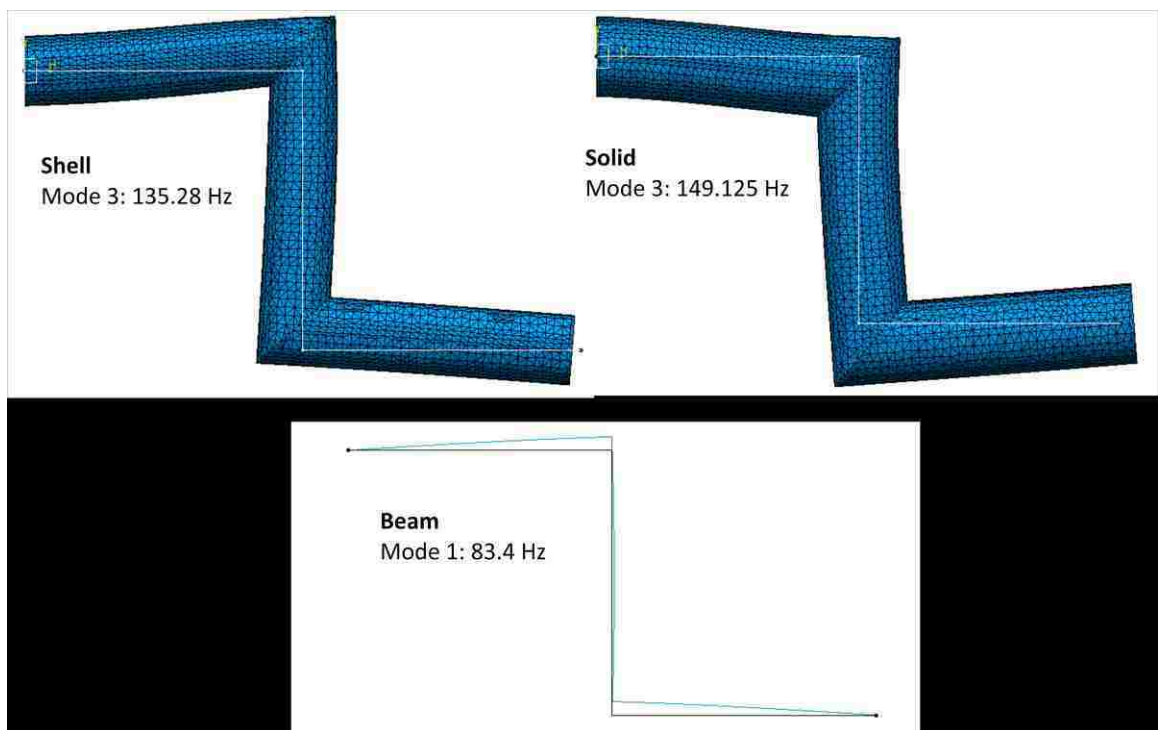 Shell
Mode 3: 135.28 Hz
Solid
Mode 3: 149.125 Hz
Beam
Mode 1: 83.4 Hz